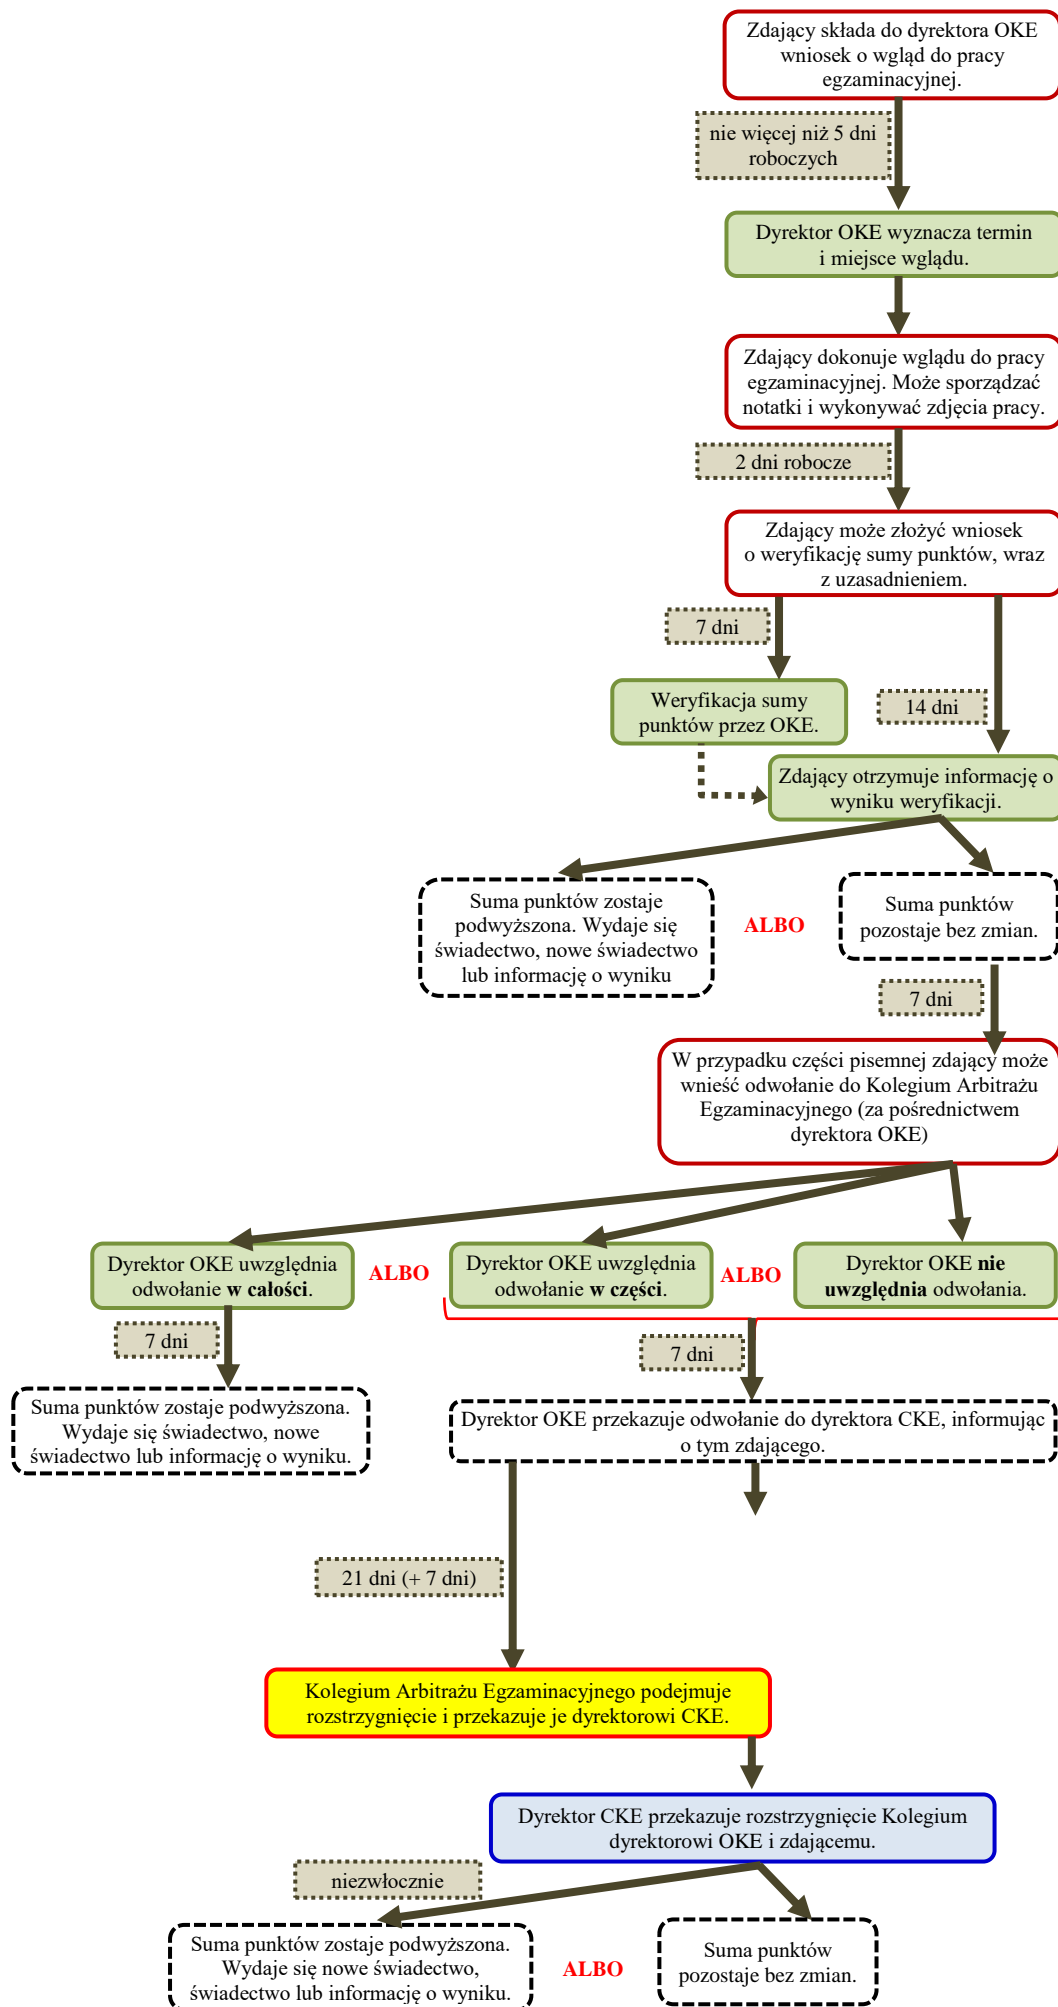 Zdający składa do dyrektora OKE
wniosek o wgląd do pracy
egzaminacyjnej.
nie więcej niż 5 dni
roboczych
Dyrektor OKE wyznacza termin
i miejsce wglądu.
Zdający dokonuje wglądu do pracy
egzaminacyjnej. Może sporządzać
notatki i wykonywać zdjęcia pracy.
2 dni robocze
Zdający może złożyć wniosek
o weryfikację sumy punktów, wraz
z uzasadnieniem.
7 dni
Weryfikacja sumy
punktów przez OKE.
14 dni
Zdający otrzymuje informację o
wyniku weryfikacji.
Suma punktów zostaje
podwyższona. Wydaje się
świadectwo, nowe świadectwo
lub informację o wyniku
ALBO
Suma punktów
pozostaje bez zmian.
7 dni
W przypadku części pisemnej zdający może
wnieść odwołanie do Kolegium Arbitrażu
Egzaminacyjnego (za pośrednictwem
dyrektora OKE)
Dyrektor OKE uwzględnia
odwołanie w całości.
ALBO
Dyrektor OKE uwzględnia
odwołanie w części.
ALBO
Dyrektor OKE nie
uwzględnia odwołania.
7 dni
7 dni
Suma punktów zostaje podwyższona.
Wydaje się świadectwo, nowe
świadectwo lub informację o wyniku.
Dyrektor OKE przekazuje odwołanie do dyrektora CKE, informując
o tym zdającego.
21 dni (+ 7 dni)
Kolegium Arbitrażu Egzaminacyjnego podejmuje
rozstrzygnięcie i przekazuje je dyrektorowi CKE.
Dyrektor CKE przekazuje rozstrzygnięcie Kolegium
dyrektorowi OKE i zdającemu.
niezwłocznie
Suma punktów zostaje podwyższona.
Wydaje się nowe świadectwo,
świadectwo lub informację o wyniku.
ALBO
Suma punktów
pozostaje bez zmian.